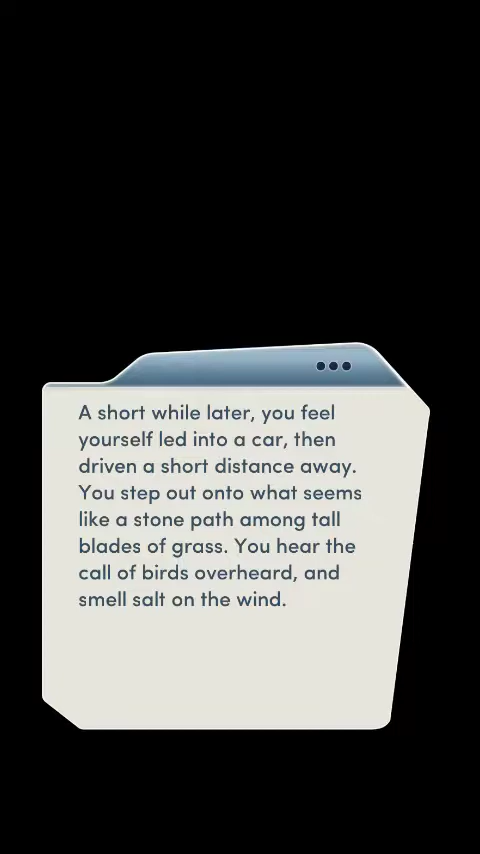 A short while later, you feel
yourself led into a car, then
driven a short distance away.
You step out onto what seems
like a stone path among tall
blades of grass. You hear the
call of birds overheard, and
smell salt on the wind.